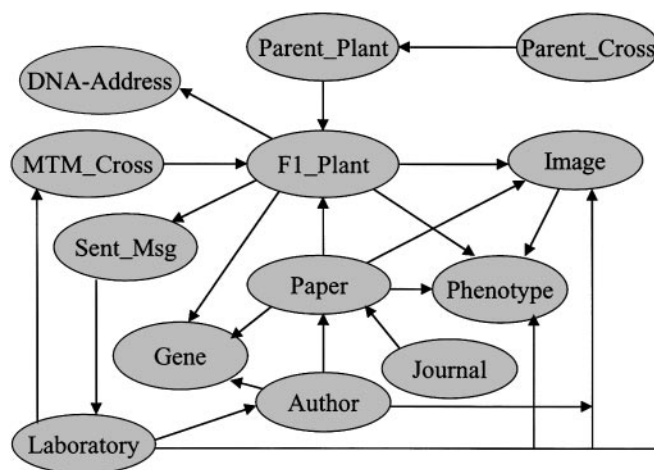 Parent_Plant
Parent_Cross
DNA-Address
MTM_Cross
F1_Plant
Image
Sent_Msg
Paper
Phenotype
Gene
Journal
Author
Laboratory